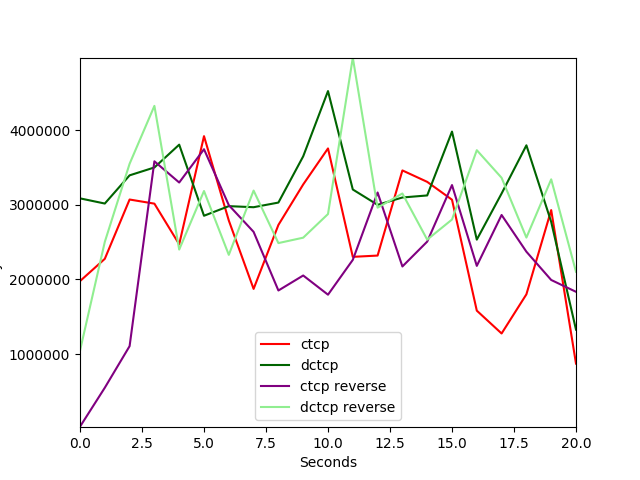 4000000
3000000
2000000
1000000
ctcp
dctcp
ctcp reverse
dctcp reverse
0.0 2.5 5.0 7.5 10.0 12.5 15.0 17.5 20.0
Seconds